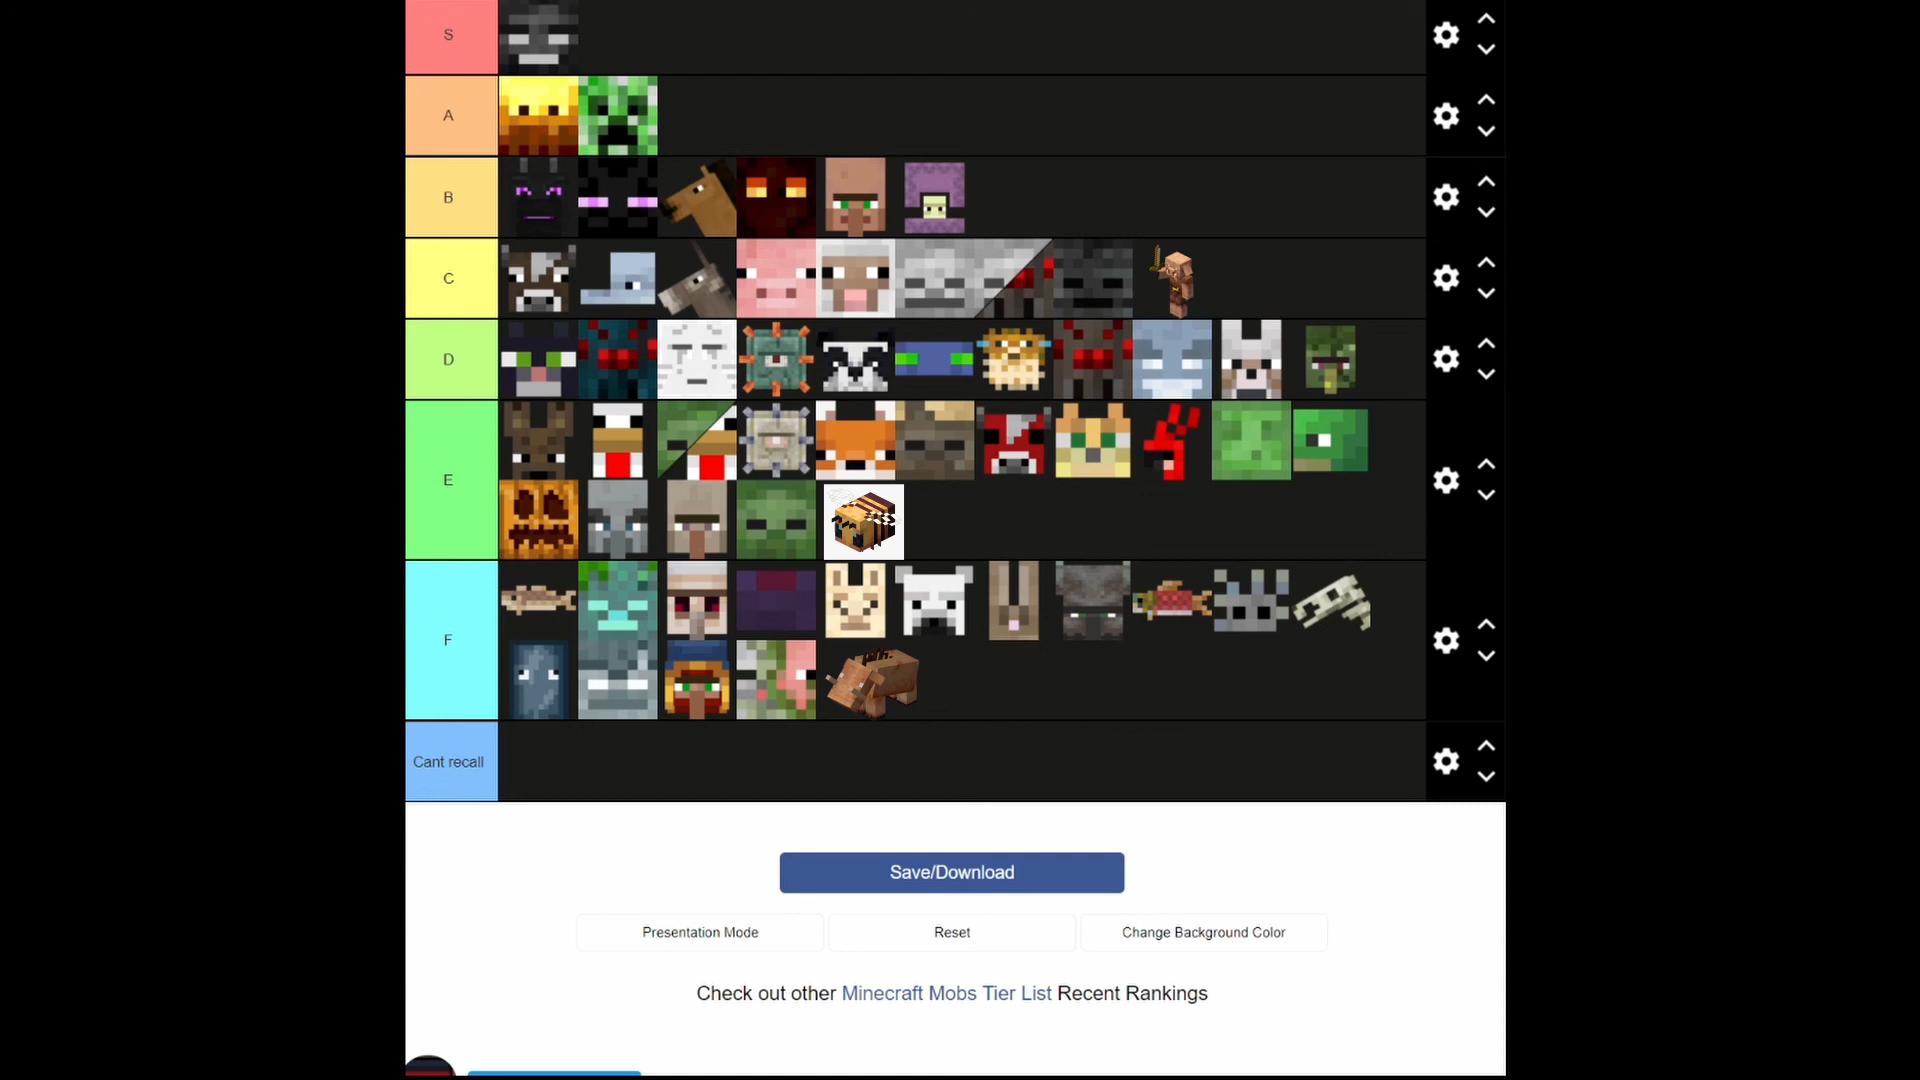 S
A
B
C
D
E
F
Cant recall
Save/Download
Presentation Mode Reset Change Background Color
Check out other Minecraft Mobs Tier List Recent Rankings